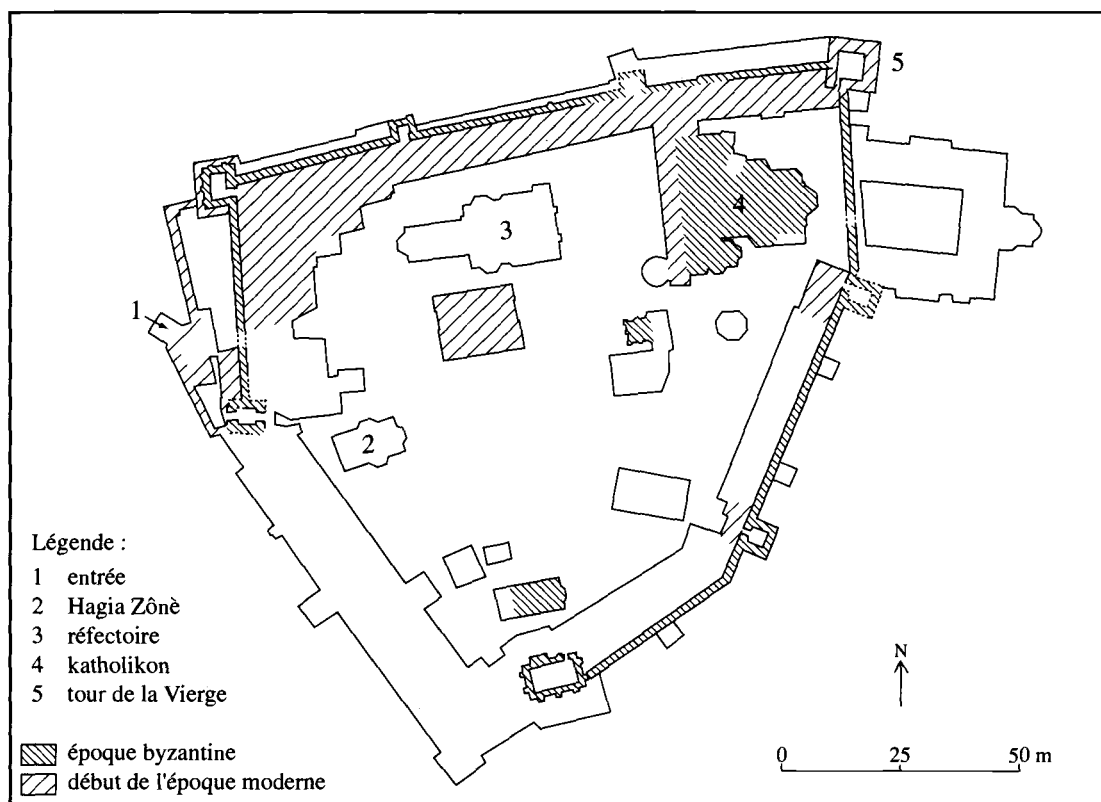 5
4
3
1
2
Légende :
1 entrée
2 Hagia Zônè
3 réfectoire
4 katholikon
5 tour de la Vierge
N
époque byzantine
début de l'époque moderne
0 25 50 m